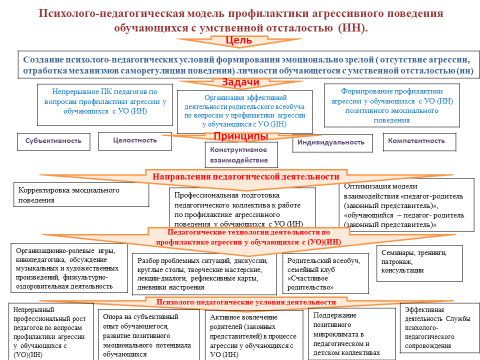 Психолого-педагогическая модель профилактики агрессивного поведения
обучающихся с умственной отсталостью (ИН).
Цель
Создание психолого-педагогических условий формирования эмоционально зрелой ( отсутствие агрессии,
отработка механизмов саморегуляции поведения) личности обучающегося с умственной отсталостью (ин)
Задачи
Непрерывное ПК педагогов по
вопросам профилактики агрессии у
обучающихся с УО (ИН)
Организация эффективной
деятельности родительского всеобуча
по вопросам у профилактики агрессии
у обучающихся с УО (ИН)
Формирование профилактики
агрессии у обучающихся с УО (ИН)
позитивного эмоциального
поведения
Принципы
Субъективность
Целостность
Конструктивное
взаимодействие
Индивидуальность
Компетентность
Направления педагогической деятельности
Корректировка эмоциального
поведения
Профессиональная подготовка
педагогического коллектива к работе
по профилактике агрессивного
поведения у обучающихся с УО (ИН)
Оптимизация модели
взаимодействия «педагог-родитель
(законный представитель)»,
«обучающийся – педагог- родитель
(законный представитель)»
Педагогические технологии деятельности по
профилактике агрессии у обучающихся с (УО)(ИН)
Организационно-ролевые игры,
кинопедагогика, обсуждение
музыкальных и художественных
произведений, физкультурно-
оздоровительная деятельность
Разбор проблемных ситуаций, дискуссии,
круглые столы, творческие мастерские,
лекции-диалоги, рефлексивные карты,
дневники настроения
Родительский всеобуч,
семейный клуб
«Счастливое
родительство»
Семинары, тренинги,
патронаж,
консультации
Психолого-педагогические условия деятельности
Непрерывный
профессиональный рост
педагогов по вопросам
профилактики агрессии
у обучающихся с
(УО)(ИН)
Опора на субъективный
опыт обучающегося,
развитие позитивного
эмоционального потенциала
обучающихся
Активное вовлечение
родителей (законных
представителей) в процессе
агрессии у обучающихся с
УО (ИН)
Поддержание
позитивного
микроклимата в
педагогическом и
детском коллективах
Эффективная
деятельность Службы
психолого-
педагогического
сопровождения